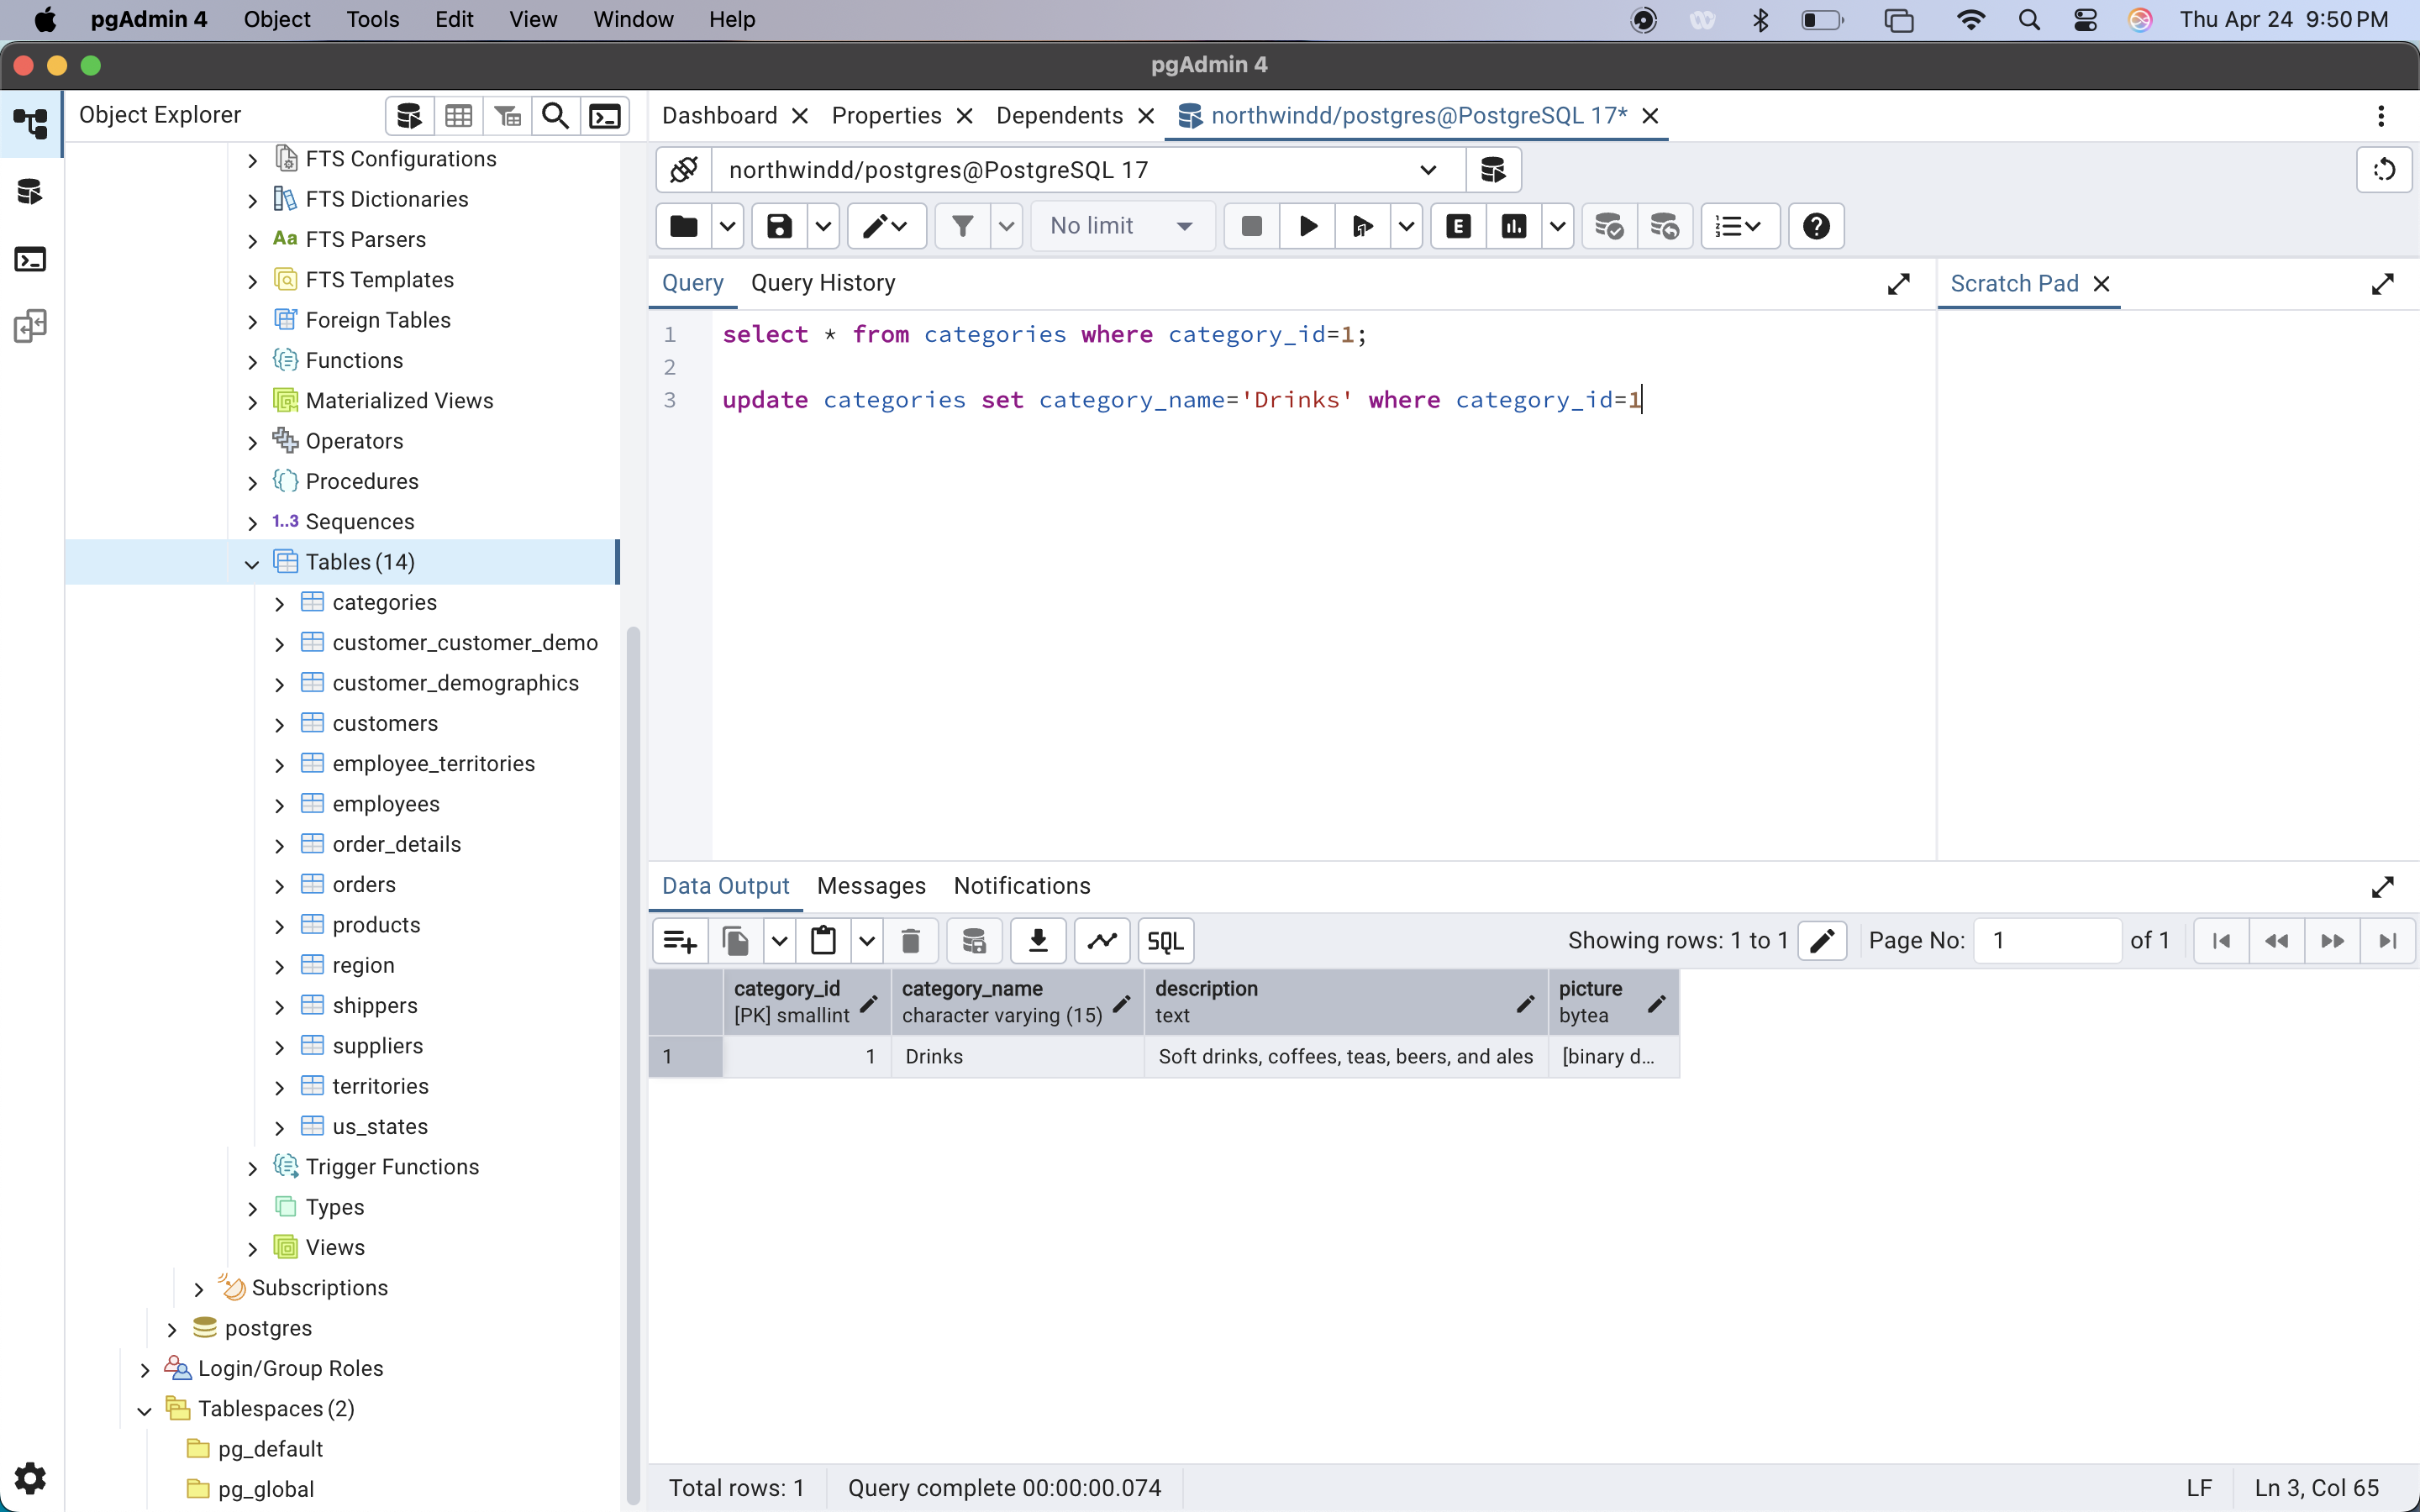 pgAdmin 4 Object Tools Edit View Window Help Thu Apr 24 9:50 PM
pgAdmin 4
Object Explorer
FTS Configurations
FTS Dictionaries
Aa FTS Parsers
FTS Templates
Foreign Tables
Functions
Materialized Views
Operators
Procedures
1..3 Sequences
Tables (14)
categories
customer_customer_demo
customer_demographics
customers
employee_territories
employees
order_details
orders
products
region
shippers
suppliers
territories
us_states
Trigger Functions
Types
Views
Subscriptions
postgres
Login/Group Roles
Tablespaces (2)
pg_default
pg_global
Dashboard Properties Dependents northwindd/postgres@PostgreSQL 17*
northwindd/postgres@PostgreSQL 17
No limit E
Query Query History Scratch Pad
1 select * from categories where category_id=1;
2
3 update categories set category_name='Drinks' where category_id=1
Data Output Messages Notifications
SQL Showing rows: 1 to 1 Page No: 1 of 1
category_id category_name description picture
[PK] smallint character varying (15) text bytea
1 1 Drinks Soft drinks, coffees, teas, beers, and ales [binary d...
Total rows: 1 Query complete 00:00:00.074 LF Ln 3, Col 65